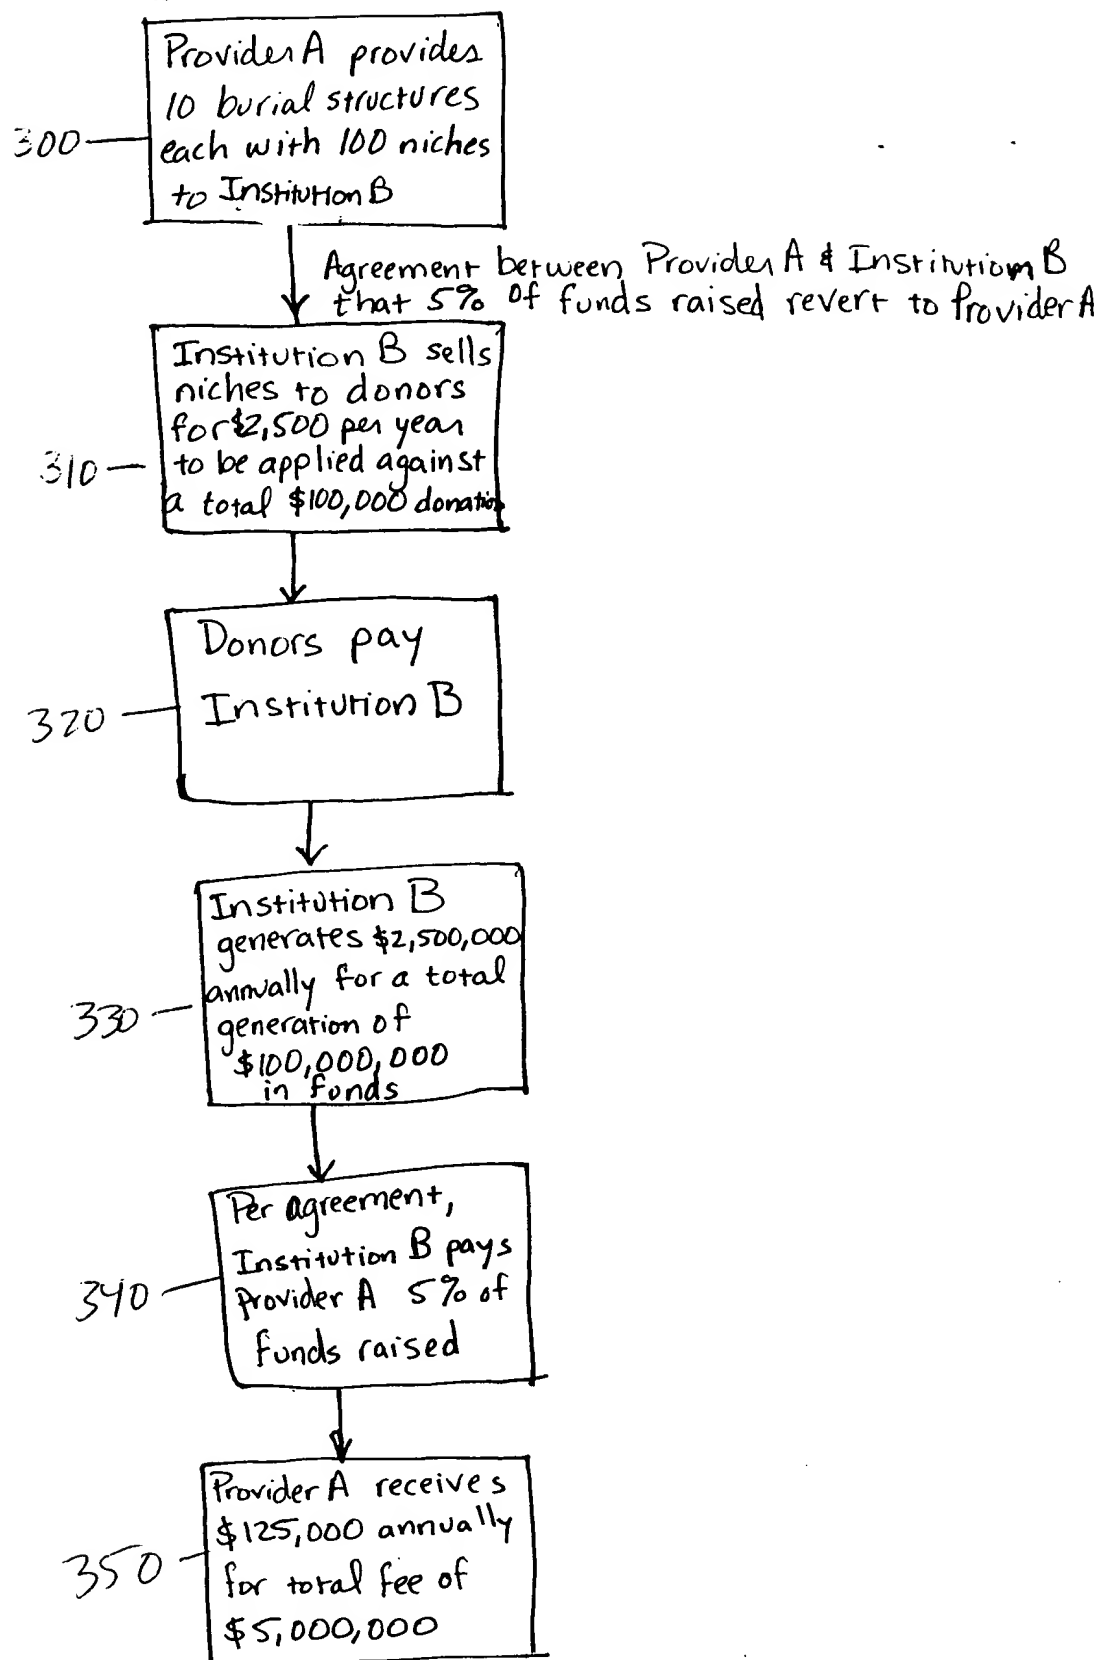 Provider A provides
10 burial structures
each with 100 niches
to Institution B
300
Agreement between Provider A & Institution B
that 5% of funds raised revert to Provider A
Institution B sells
niches to donors
for $2,500 per year
to be applied against
a total $100,000 donation
310
Donors pay
Institution B
320
Institution B
generates $2,500,000
annually for a total
generation of
$100,000,000
in funds
330
Per agreement,
Institution B pays
Provider A 5% of
funds raised
340
Provider A receives
$125,000 annually
for total fee of
$5,000,000
350